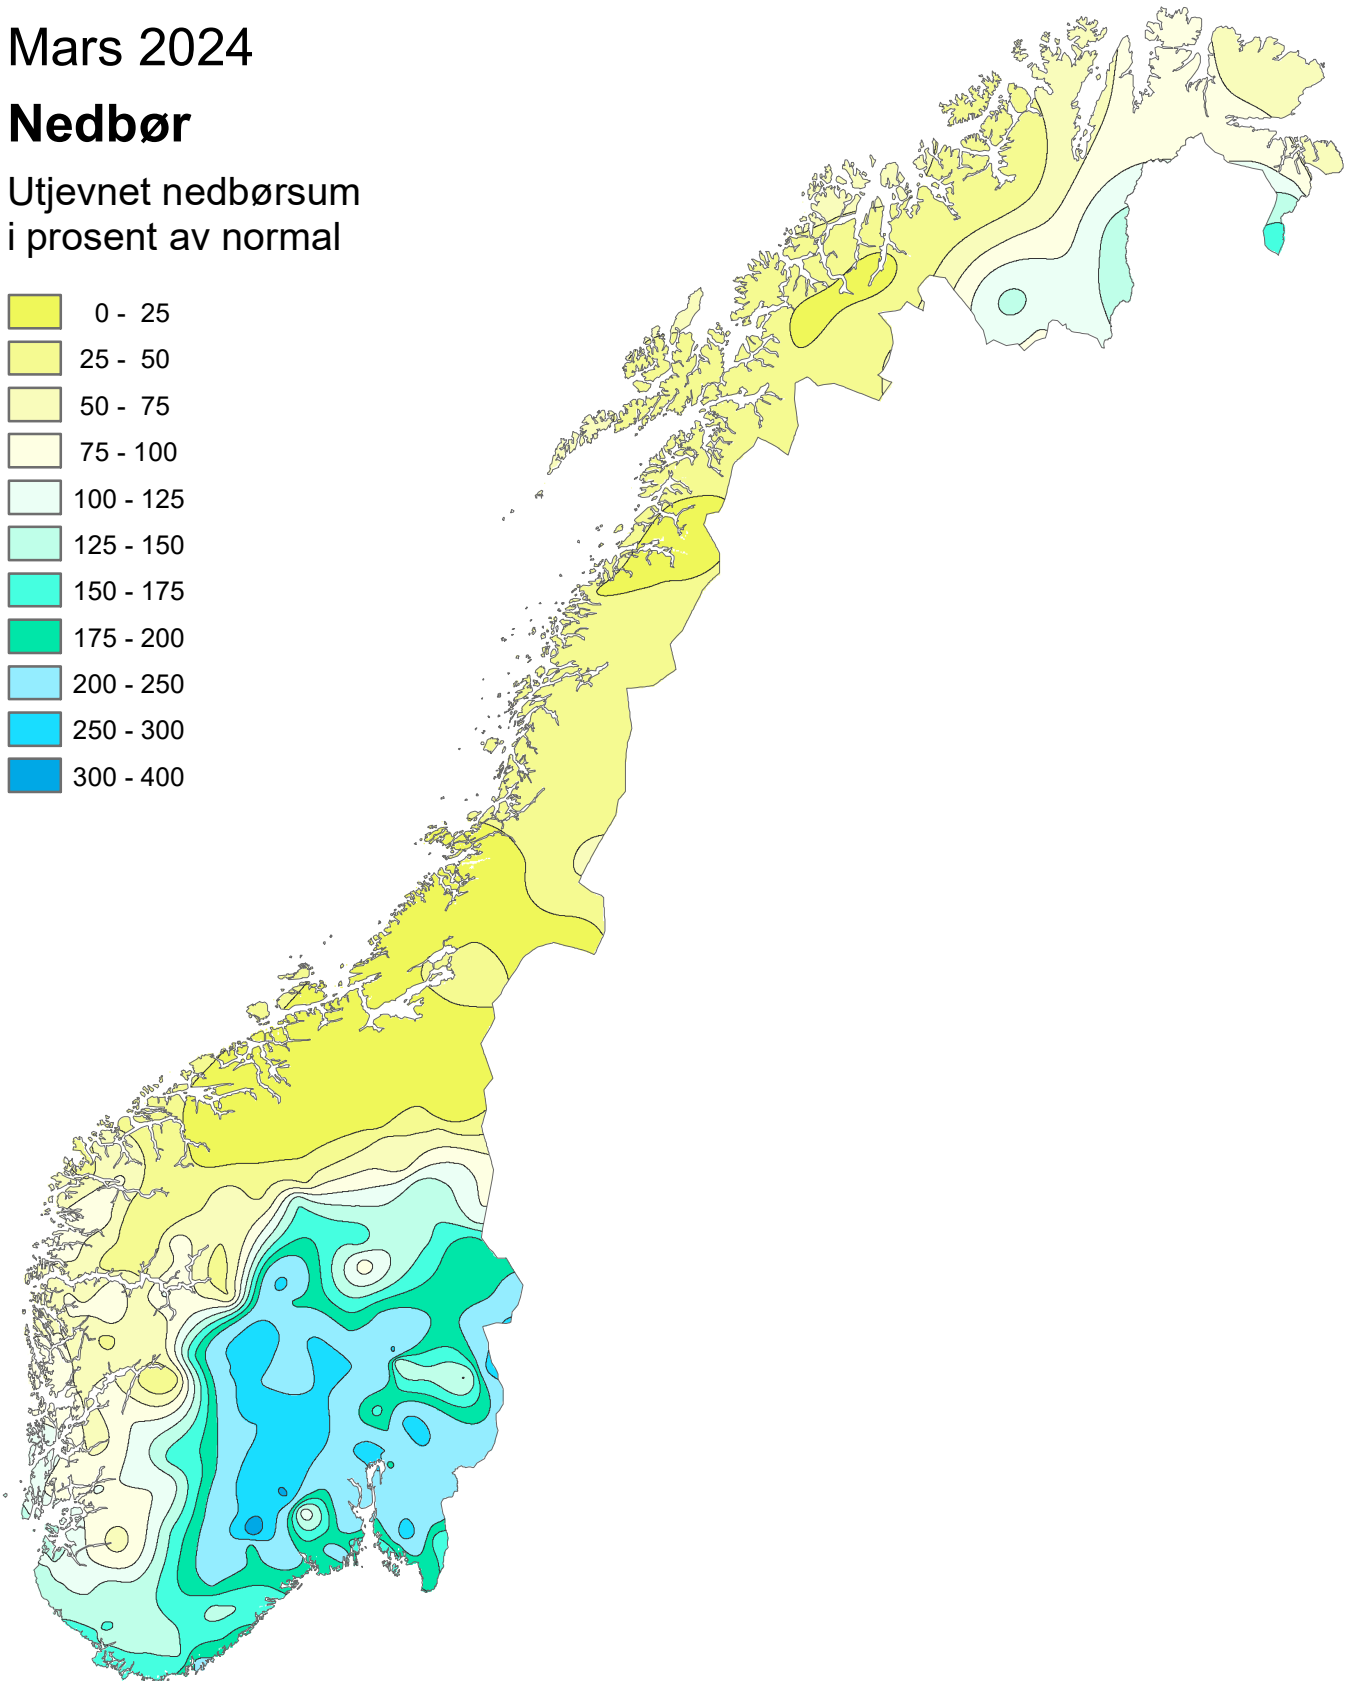 Mars 2024
Nedbør
Utjevnet nedbørsum
i prosent av normal
0 - 25
25 - 50
50 - 75
75 - 100
100 - 125
125 - 150
150 - 175
175 - 200
200 - 250
250 - 300
300 - 400